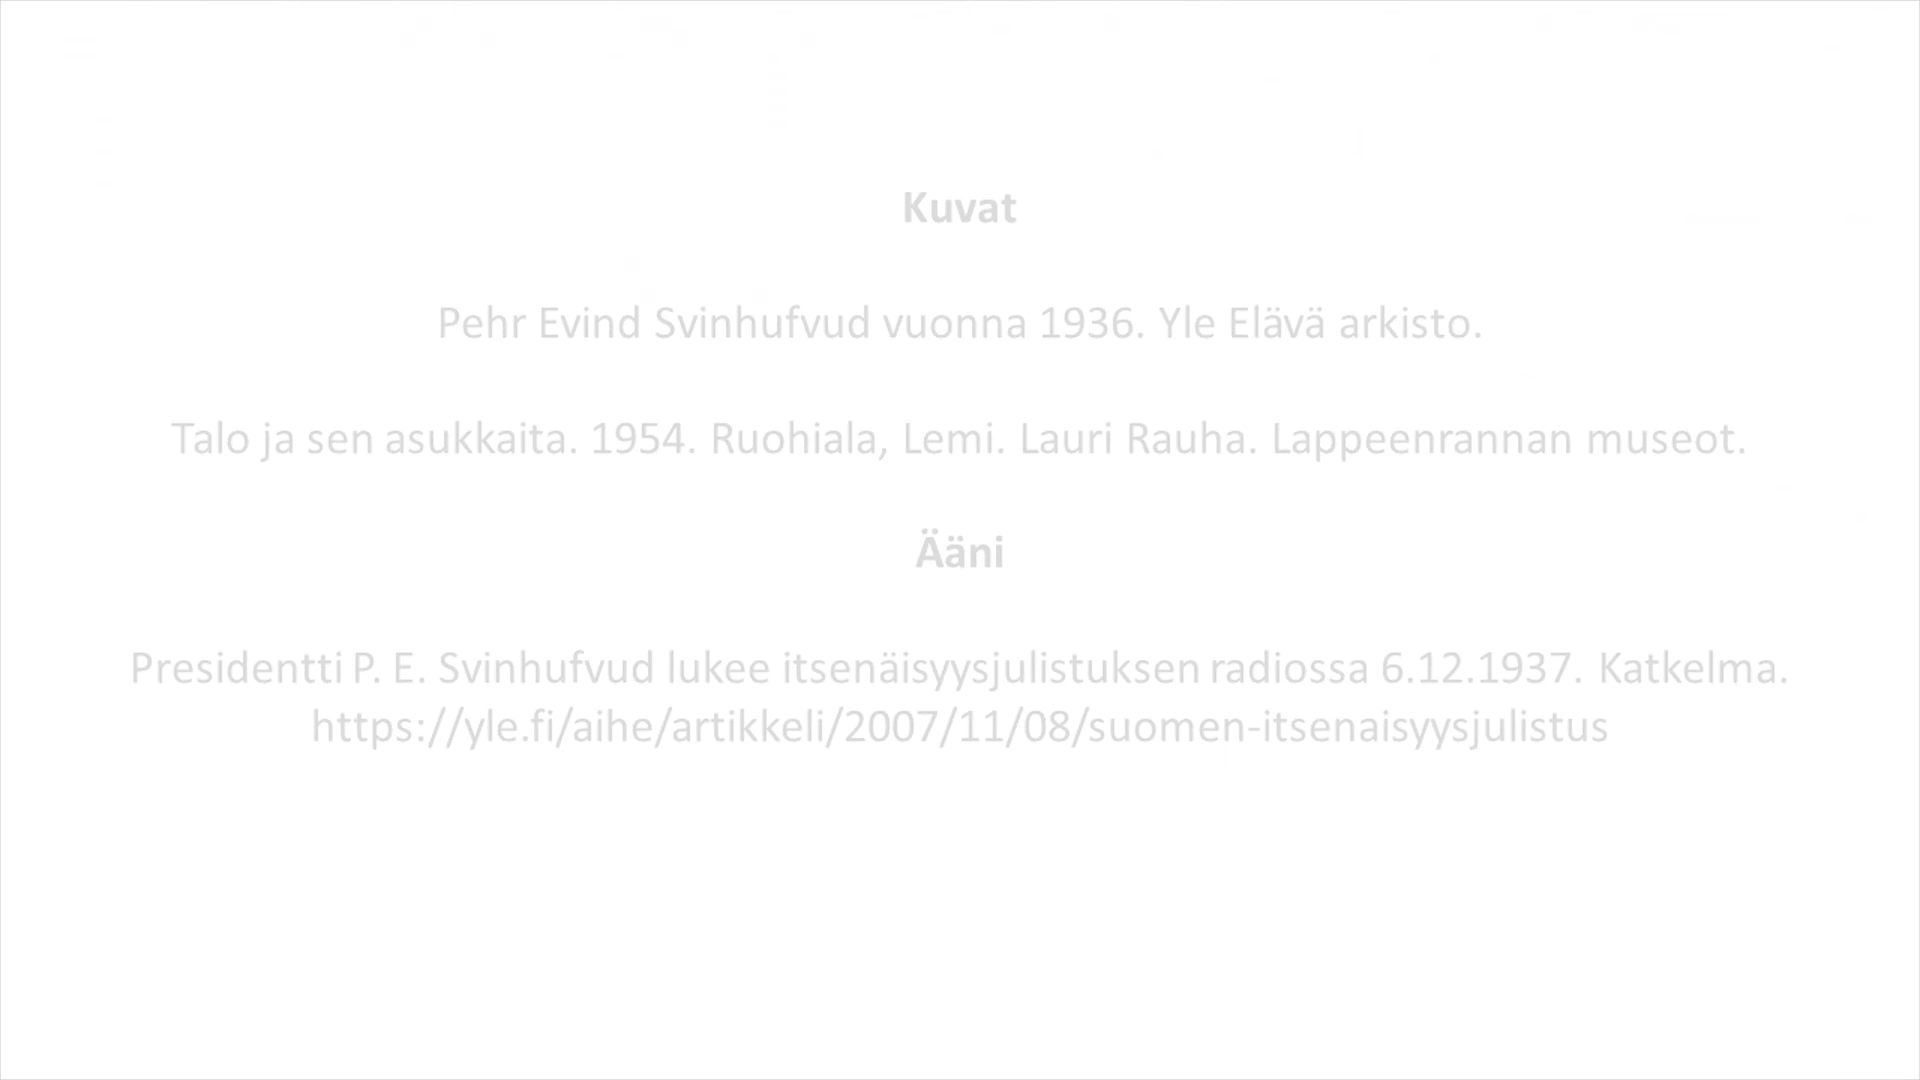 Kuvat
Pehr Evind Svinhufvud vuonna 1936. Yle Elävä arkisto.
Talo ja sen asukkaita. 1954. Ruohiala, Lemi. Lauri Rauha. Lappeenrannan museot.
Ääni
Presidentti P. E. Svinhufvud lukee itsenäisyysjulistuksen radiossa 6.12.1937. Katkelma.
https://yle.fi/aihe/artikkeli/2007/11/08/suomen-itsenaisyysjulistus